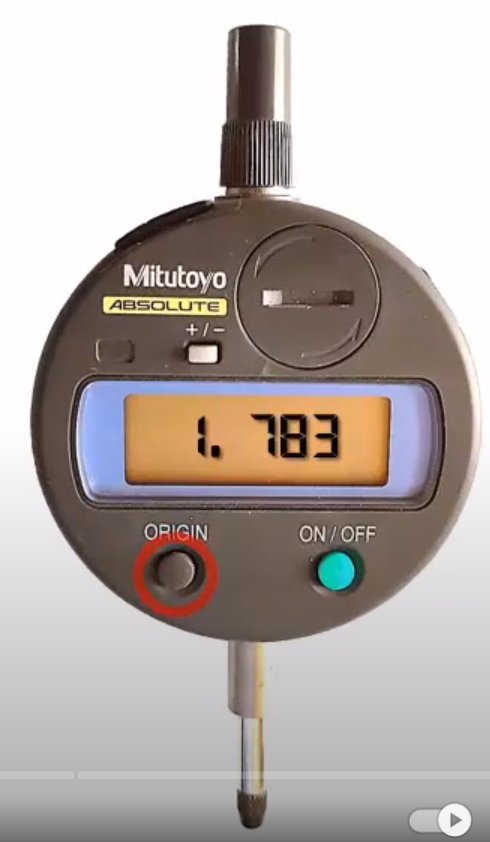 Mitutoyo
ABSOLUTE
+/−
1.783
ORIGIN
ON/OFF